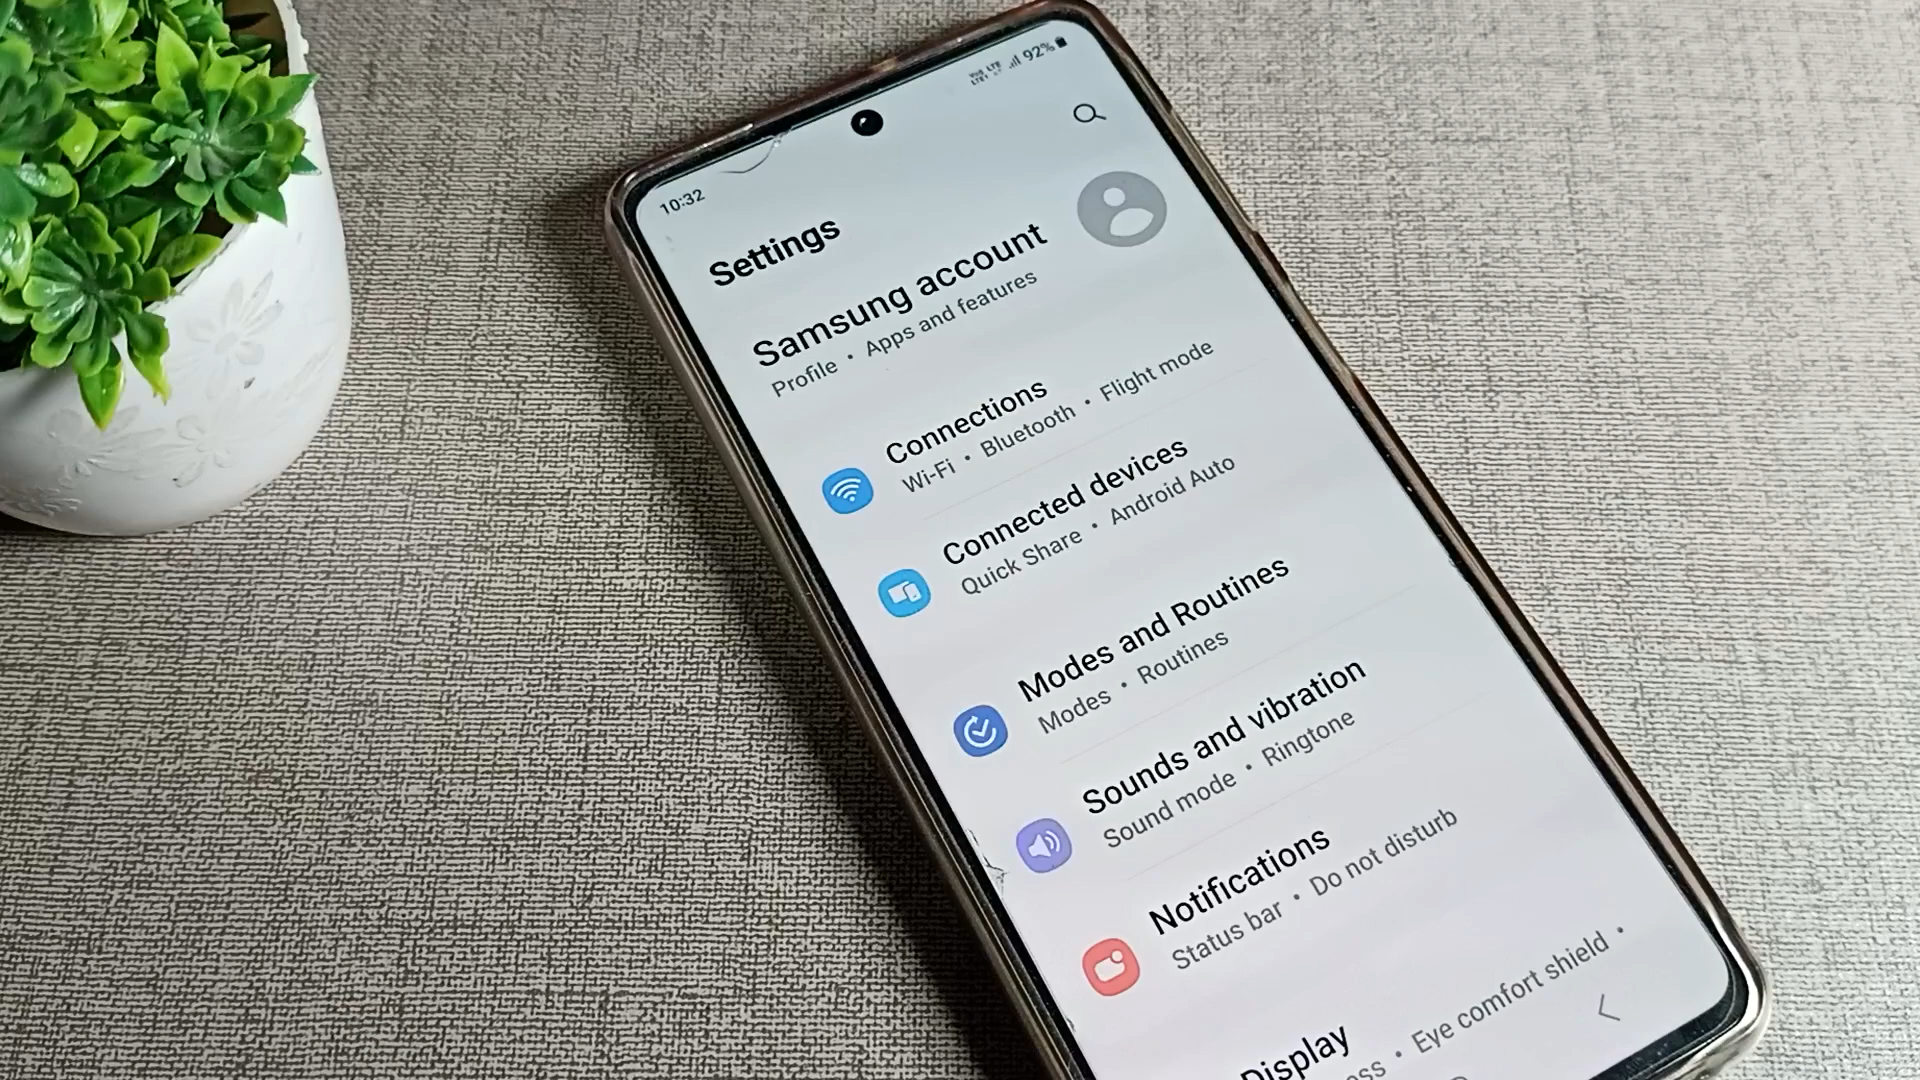 10:32
92%
Settings
Samsung account
Profile • Apps and features
Connections
Wi-Fi • Bluetooth • Flight mode
Connected devices
Quick Share • Android Auto
Modes and Routines
Modes • Routines
Sounds and vibration
Sound mode • Ringtone
Notifications
Status bar • Do not disturb
Display
• Eye comfort shield •